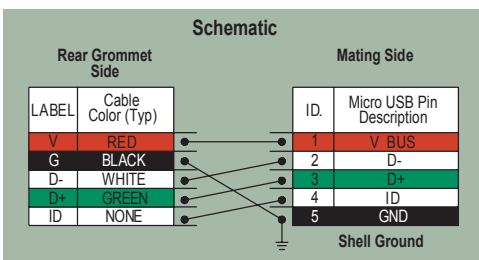 Schematic
Rear Grommet
Side
Mating Side
LABEL Cable
Color (Typ)
ID. Micro USB Pin
Description
V RED 1 V BUS
G BLACK 2 D-
D- WHITE 3 D+
D+ GREEN 4 ID
ID NONE 5 GND
Shell Ground